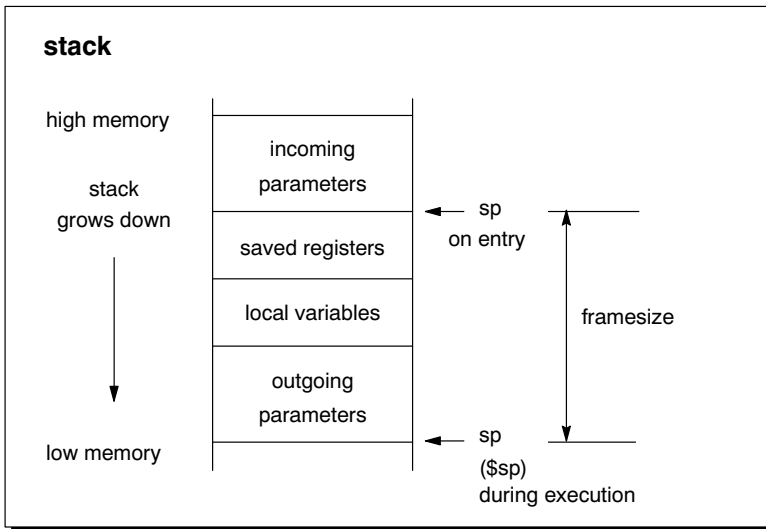 stack
high memory
incoming
parameters
stack
grows down
sp
on entry
saved registers
local variables
framesize
outgoing
parameters
low memory
sp
($sp)
during execution